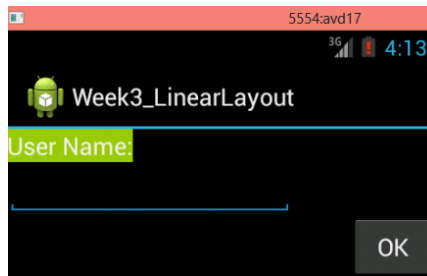 5554:avd17
3G 4:13
Week3_LinearLayout
User Name:
OK